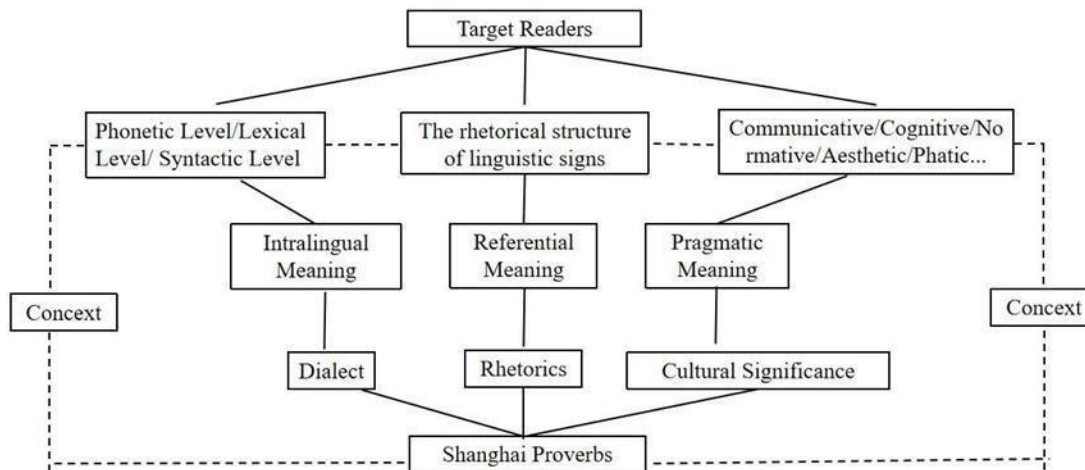 Target Readers
Phonetic Level/Lexical
Level/ Syntactic Level
The rhetorical structure
of linguistic signs
Communicative/Cognitive/No
rmative/Aesthetic/Phatic...
Intralingual
Meaning
Referential
Meaning
Pragmatic
Meaning
Concext
Concext
Dialect
Rhetorics
Cultural Significance
Shanghai Proverbs